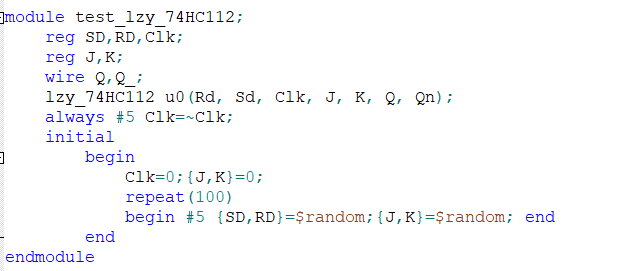 module test_lzy_74HC112;
reg SD,RD,Clk;
reg J,K;
wire Q,Q_;
lzy_74HC112 u0(Rd, Sd, Clk, J, K, Q, Qn);
always #5 Clk=~Clk;
initial
begin
Clk=0;{J,K}=0;
repeat(100)
begin #5 {SD,RD}=$random;{J,K}=$random; end
end
endmodule